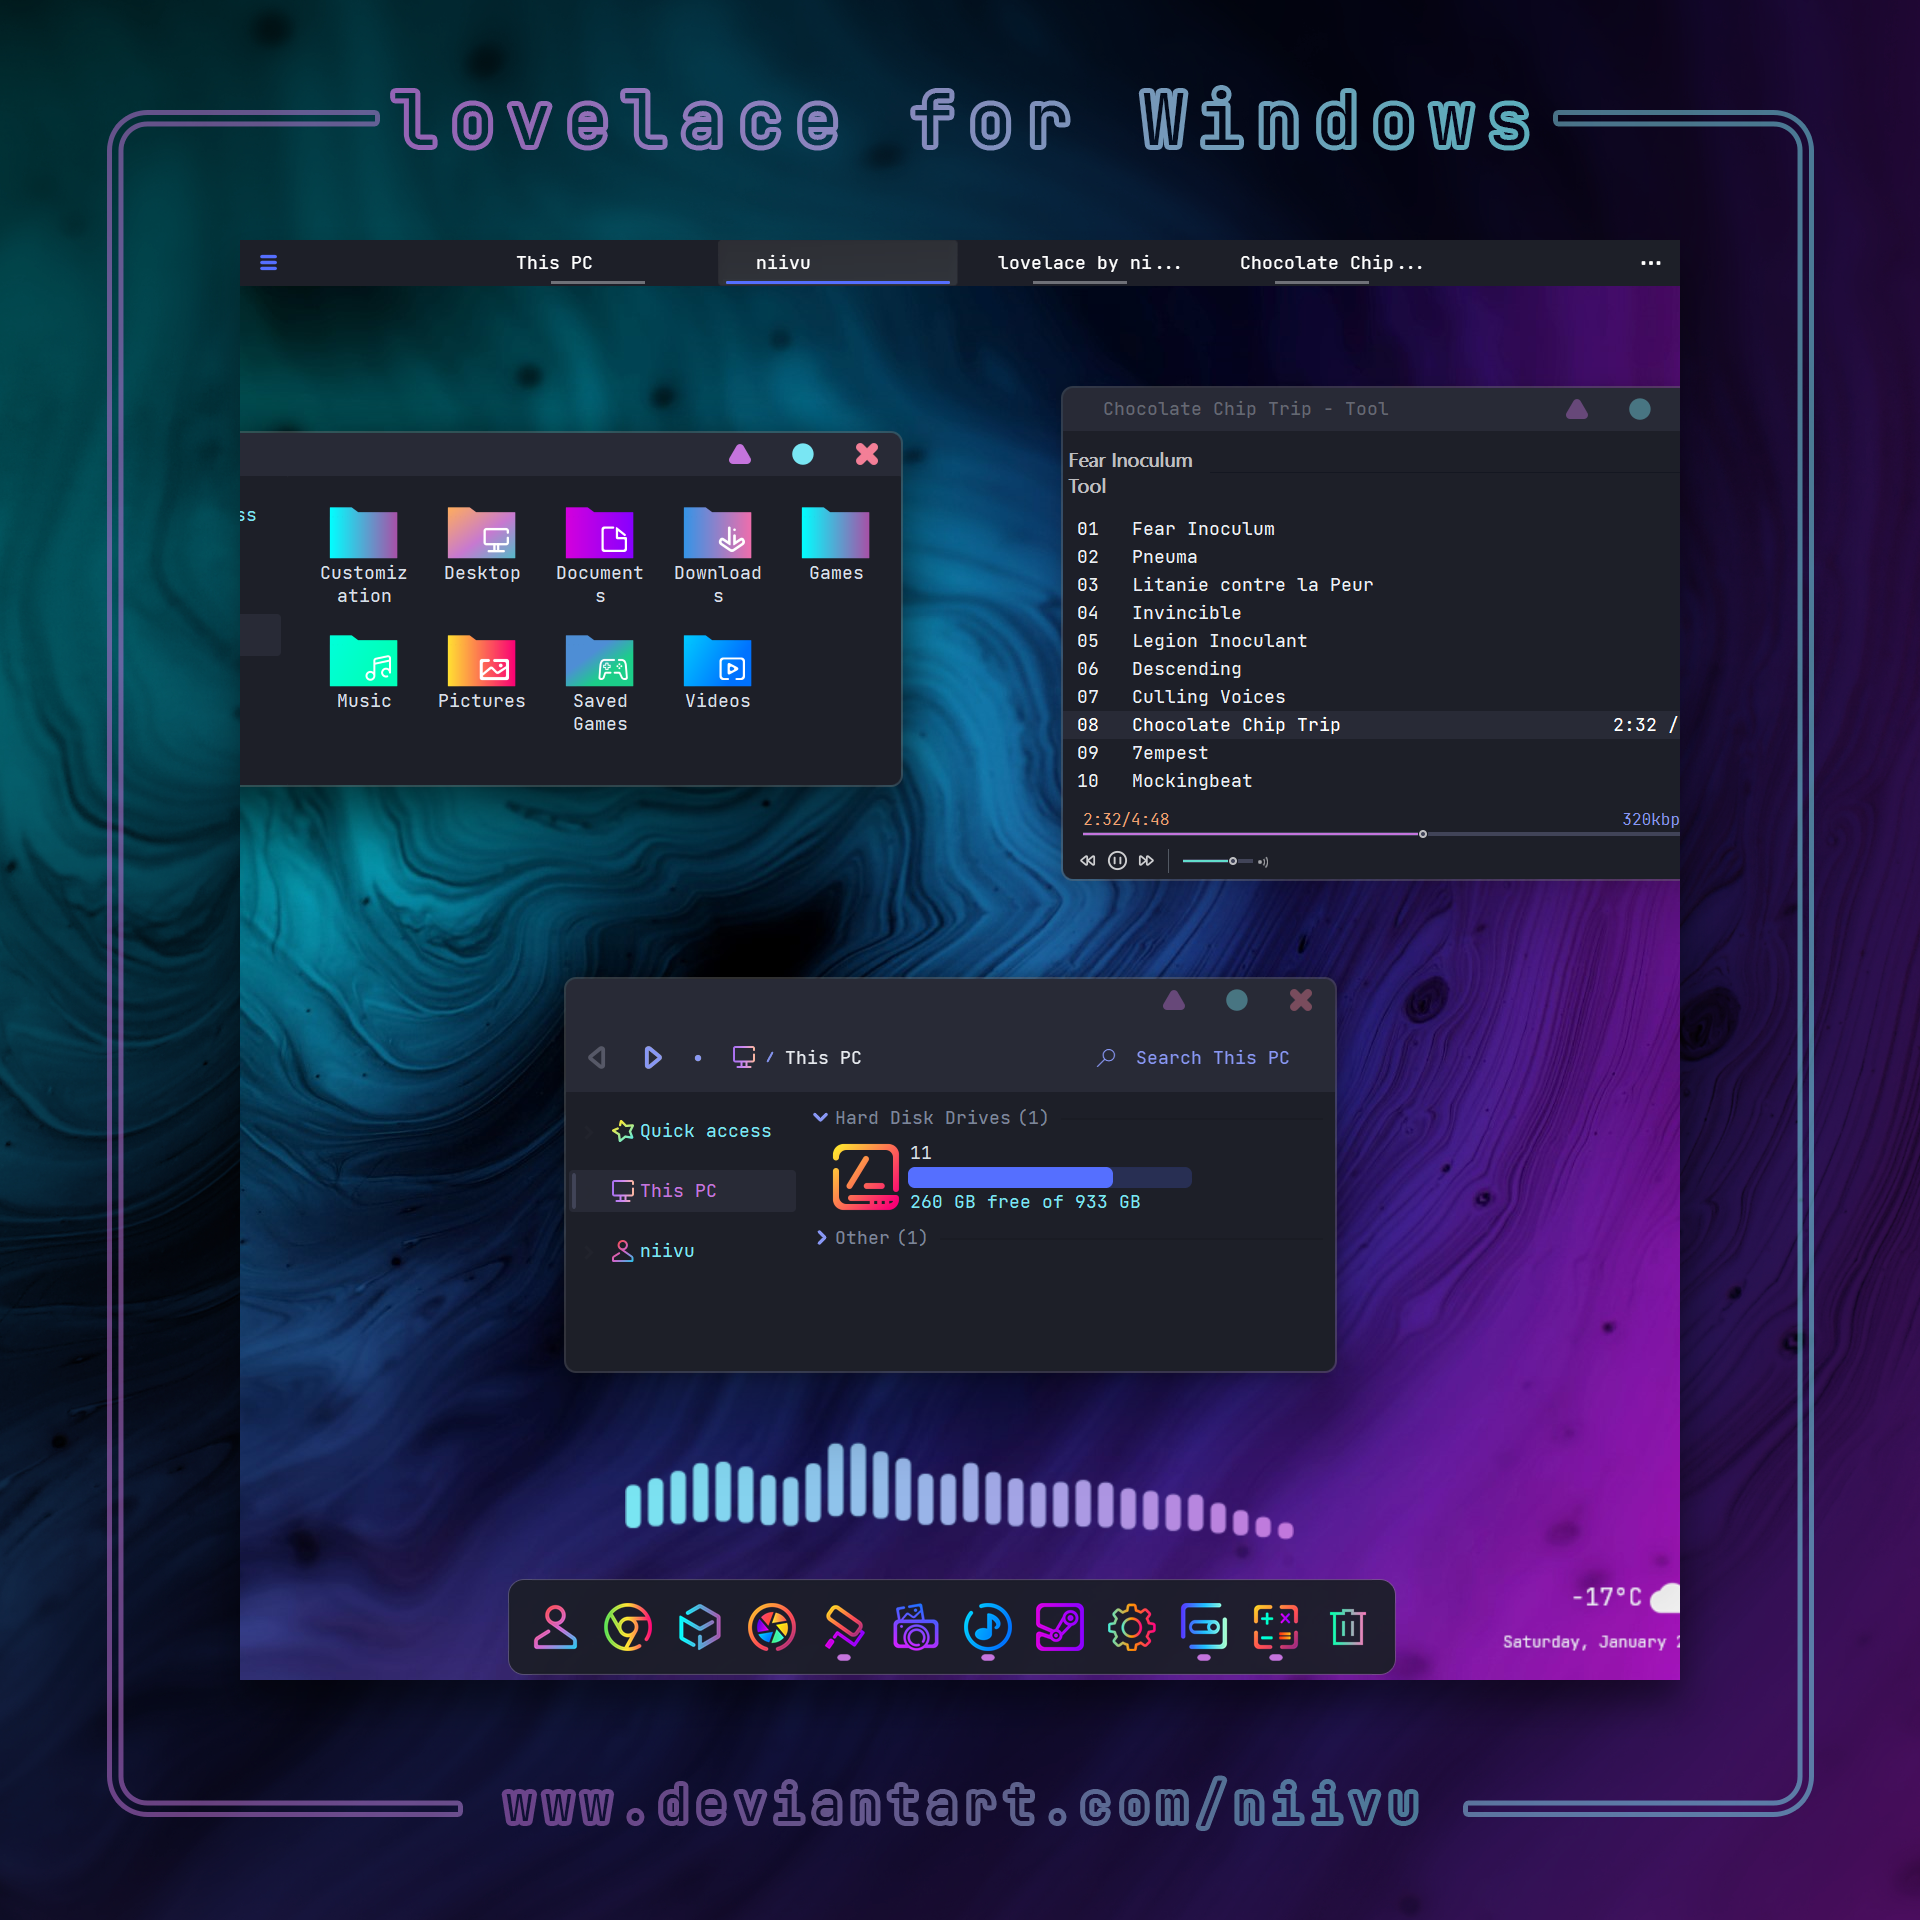 lovelace for Windows
This PC
niivu
lovelace by ni...
Chocolate Chip...
...
ss
Customiz
ation
Desktop
Document
s
Download
s
Games
Music
Pictures
Saved
Games
Videos
Chocolate Chip Trip - Tool
Fear Inoculum
Tool
01 Fear Inoculum
02 Pneuma
03 Litanie contre la Peur
04 Invincible
05 Legion Inoculant
06 Descending
07 Culling Voices
08 Chocolate Chip Trip 2:32 /
09 7empest
10 Mockingbeat
2:32/4:48 320kbp
/ This PC
Search This PC
Quick access
This PC
niivu
Hard Disk Drives (1)
11
260 GB free of 933 GB
Other (1)
-17°C
Saturday, January
www.deviantart.com/niivu